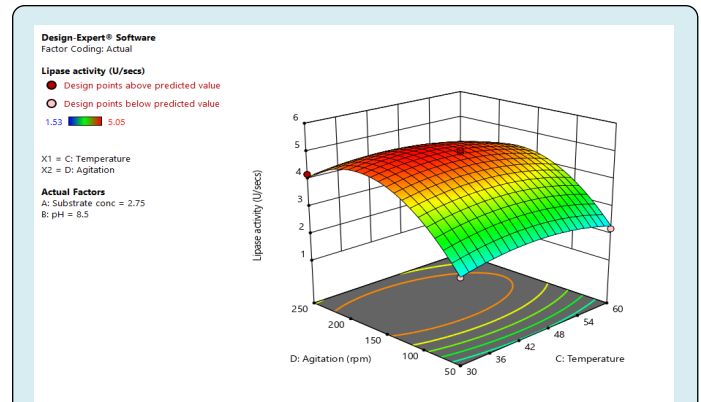 Design-Expert® Software
Factor Coding: Actual
Lipase activity (U/secs)
Design points above predicted value
Design points below predicted value
1.53 5.05
X1 = C: Temperature
X2 = D: Agitation
Actual Factors
A: Substrate conc = 2.75
B: pH = 8.5
Lipase activity (U/secs)
6
5
4
3
2
1
250
200
150
100
50
30
36
42
48
54
60
D: Agitation (rpm)
C: Temperature